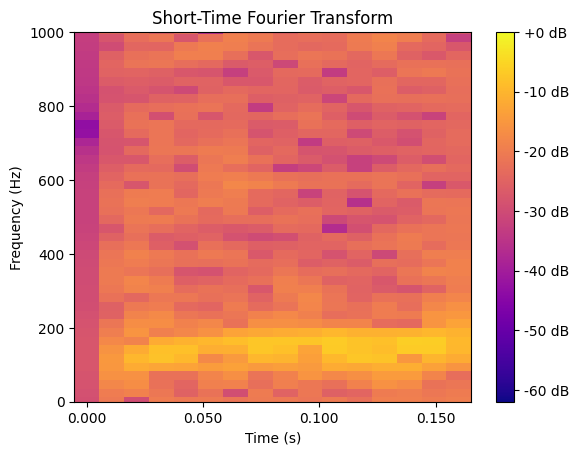 Short-Time Fourier Transform
Frequency (Hz)
1000
800
600
400
200
0
0.000
0.050
0.100
0.150
Time (s)
+0 dB
-10 dB
-20 dB
-30 dB
-40 dB
-50 dB
-60 dB